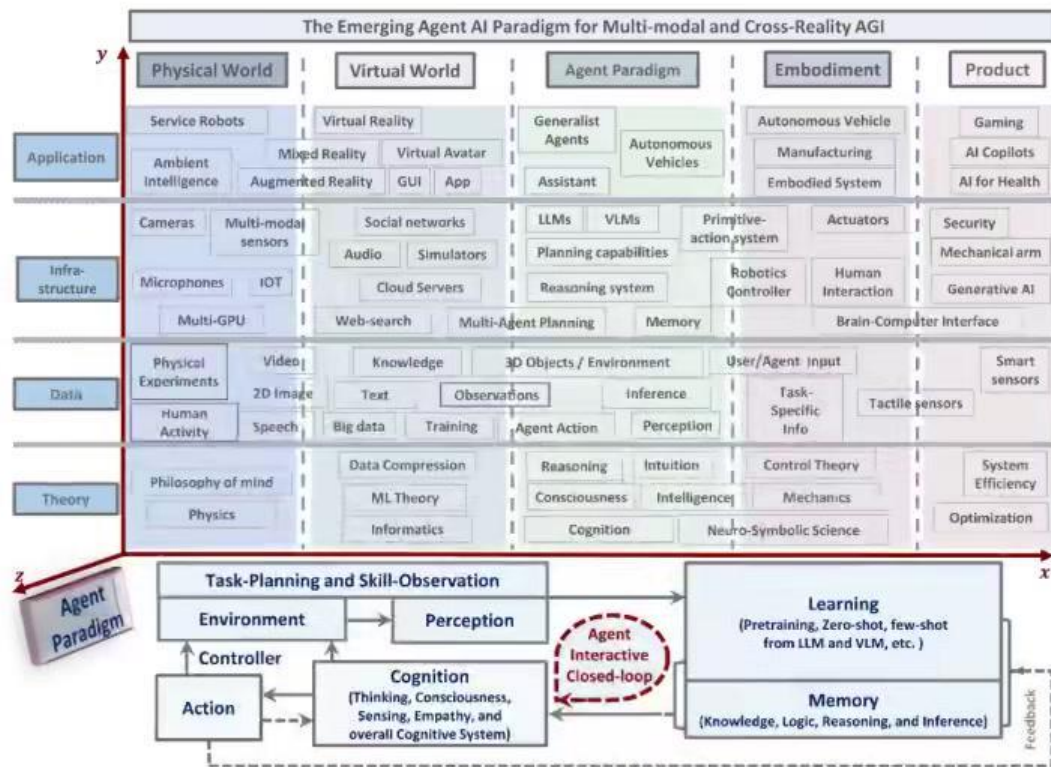 The Emerging Agent AI Paradigm for Multi-modal and Cross-Reality AGI
y
Physical World
Virtual World
Agent Paradigm
Embodiment
Product
Application
Service Robots
Ambient
Intelligence
Virtual Reality
Mixed Reality
Virtual Avatar
Augmented Reality
GUI
App
Generalist
Agents
Autonomous
Vehicles
Assistant
Autonomous Vehicle
Manufacturing
Embodied System
Gaming
AI Copilots
AI for Health
Infra-
structure
Cameras
Multi-modal
sensors
Microphones
IOT
Multi-GPU
Social networks
Audio
Simulators
Cloud Servers
Web-search
Multi-Agent Planning
Memory
LLMs
VLMs
Planning capabilities
Reasoning system
Primitive-
action system
Actuators
Robotics
Controller
Human
Interaction
Security
Mechanical arm
Generative AI
Brain-Computer Interface
Data
Physical
Experiments
Video
2D Image
Human
Activity
Speech
Knowledge
3D Objects / Environment
Text
Observations
Inference
Big data
Training
Agent Action
Perception
User/Agent Input
Task-
Specific
Info
Tactile sensors
Smart
sensors
Theory
Philosophy of mind
Physics
Data Compression
ML Theory
Informatics
Reasoning
Intuition
Consciousness
Intelligence
Cognition
Control Theory
Mechanics
Neuro-Symbolic Science
System
Efficiency
Optimization
z
x
Agent
Paradigm
Task-Planning and Skill-Observation
Environment
Perception
Controller
Action
Cognition
(Thinking, Consciousness,
Sensing, Empathy, and
overall Cognitive System)
Agent
Interactive
Closed-loop
Learning
(Pretraining, Zero-shot, few-shot
from LLM and VLM, etc. )
Memory
(Knowledge, Logic, Reasoning, and Inference)
Feedback